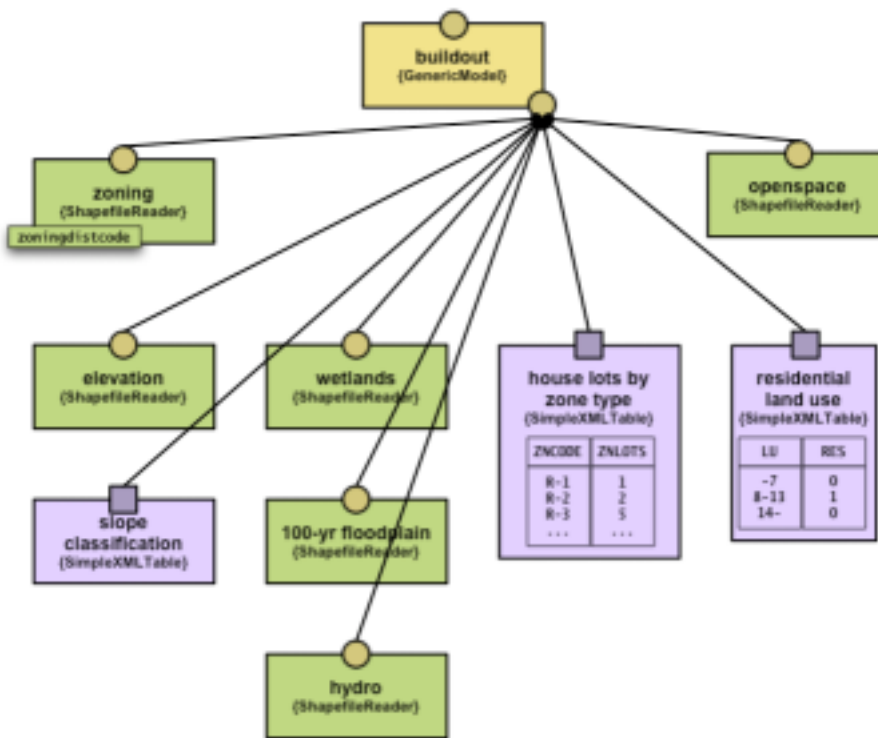 buildout
{GenericModel}
zoning
{ShapefileReader}
zoningdistcode
openspace
{ShapefileReader}
elevation
{ShapefileReader}
wetlands
{ShapefileReader}
house lots by
zone type
{SimpleXMLTable}
ZNCODE ZNLOTS
R-1 1
R-2 2
R-3 5
... ...
residential
land use
{SimpleXMLTable}
LU RES
-7 0
8-13 1
14- 0
slope
classification
{SimpleXMLTable}
100-yr floodplain
{ShapefileReader}
hydro
{ShapefileReader}